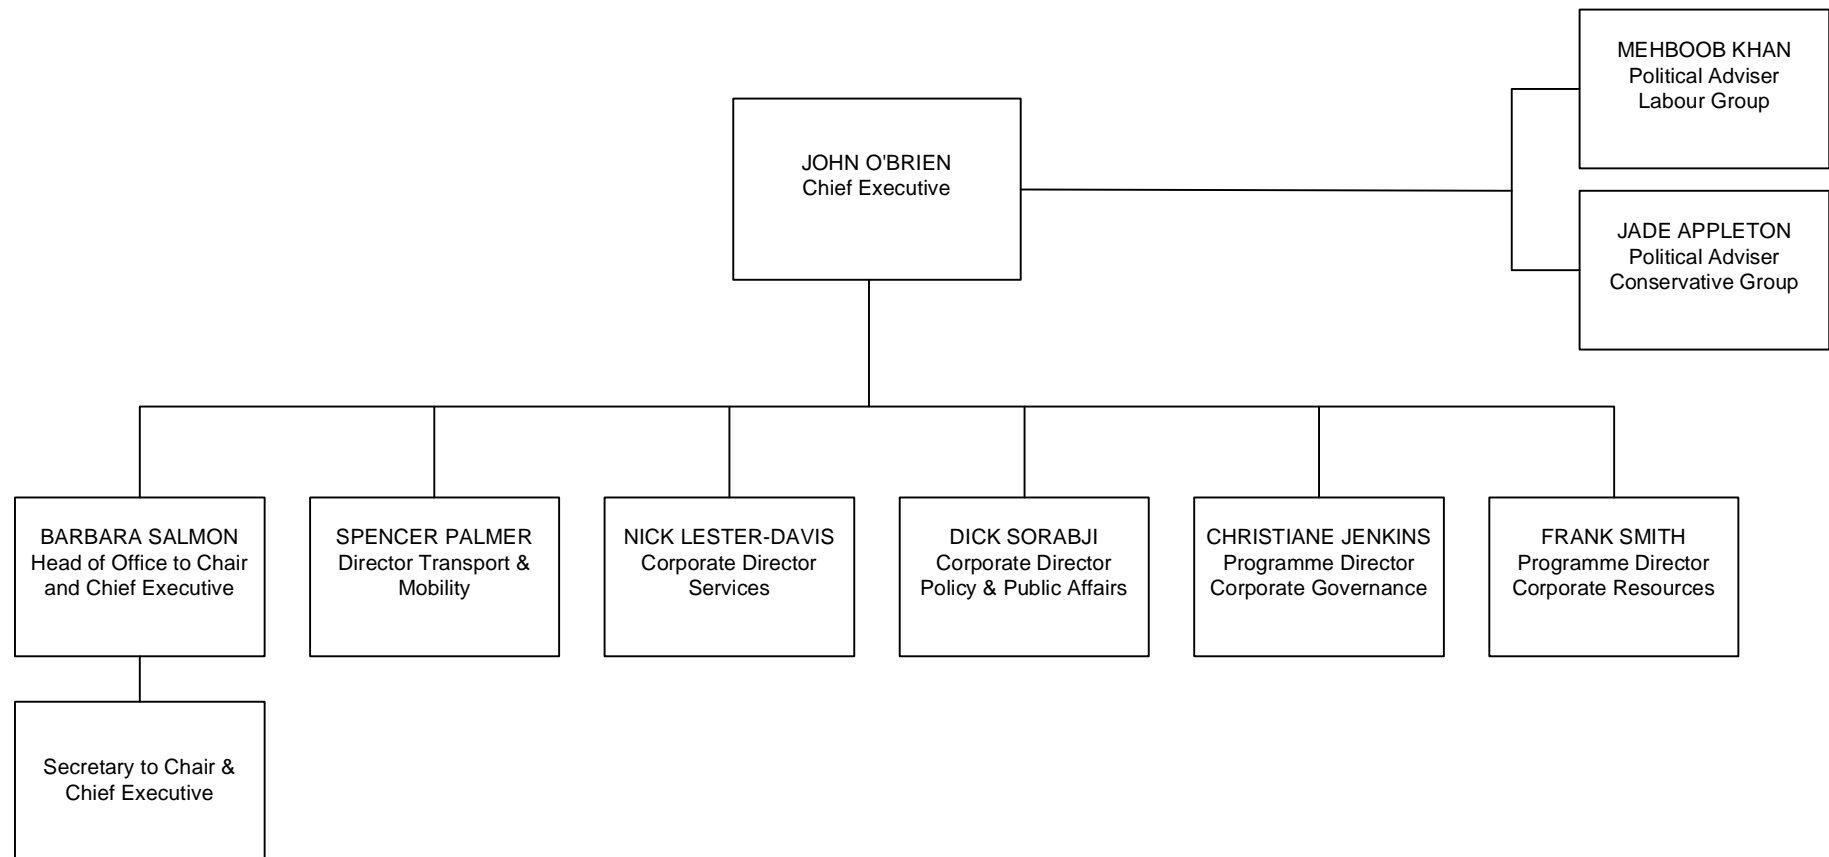 MEHBOOB KHAN
Political Adviser
Labour Group
JOHN O'BRIEN
Chief Executive
JADE APPLETON
Political Adviser
Conservative Group
BARBARA SALMON
Head of Office to Chair
and Chief Executive
SPENCER PALMER
Director Transport &
Mobility
NICK LESTER-DAVIS
Corporate Director
Services
DICK SORABJI
Corporate Director
Policy & Public Affairs
CHRISTIANE JENKINS
Programme Director
Corporate Governance
FRANK SMITH
Programme Director
Corporate Resources
Secretary to Chair &
Chief Executive